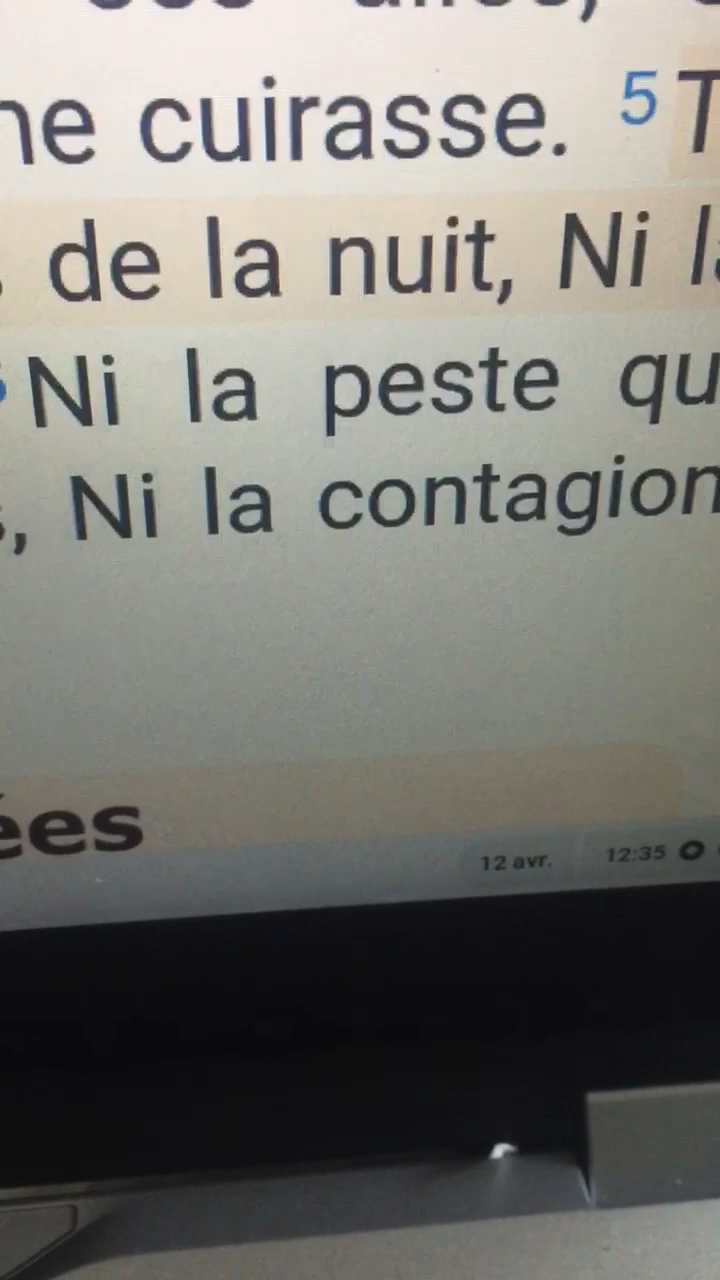 ne cuirasse. 5 T
de la nuit, Ni la
Ni la peste qu
, Ni la contagion
ées
12 avr. 12:35